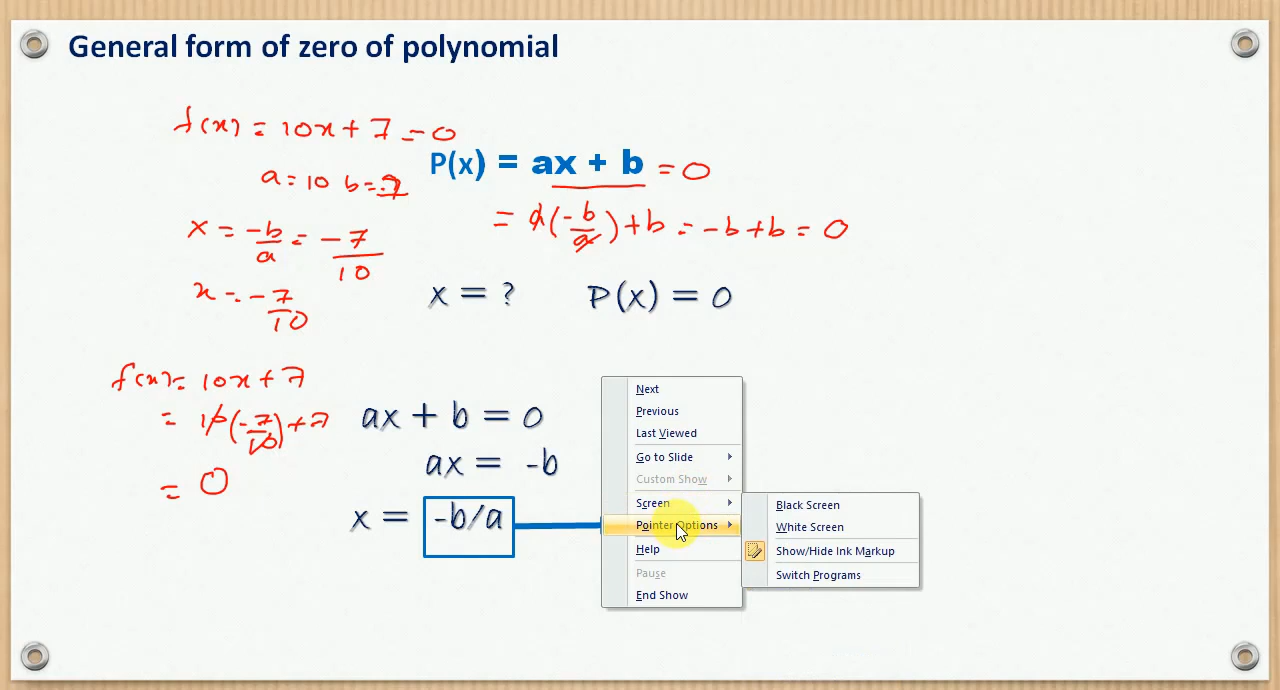 General form of zero of polynomial
f(x) = 10x + 7 = 0
P(x) = ax + b = 0
a = 10 b = 7
= a(-b/a) + b = -b + b = 0
x = -b/a = -7/10
x = -7/10
x = ? P(x) = 0
f(x) = 10x + 7
= 10(-7/10) + 7
= 0
ax + b = 0
ax = -b
x = -b/a
Next
Previous
Last Viewed
Go to Slide
Custom Show
Screen
Pointer Options
Help
Pause
End Show
Black Screen
White Screen
Show/Hide Ink Markup
Switch Programs